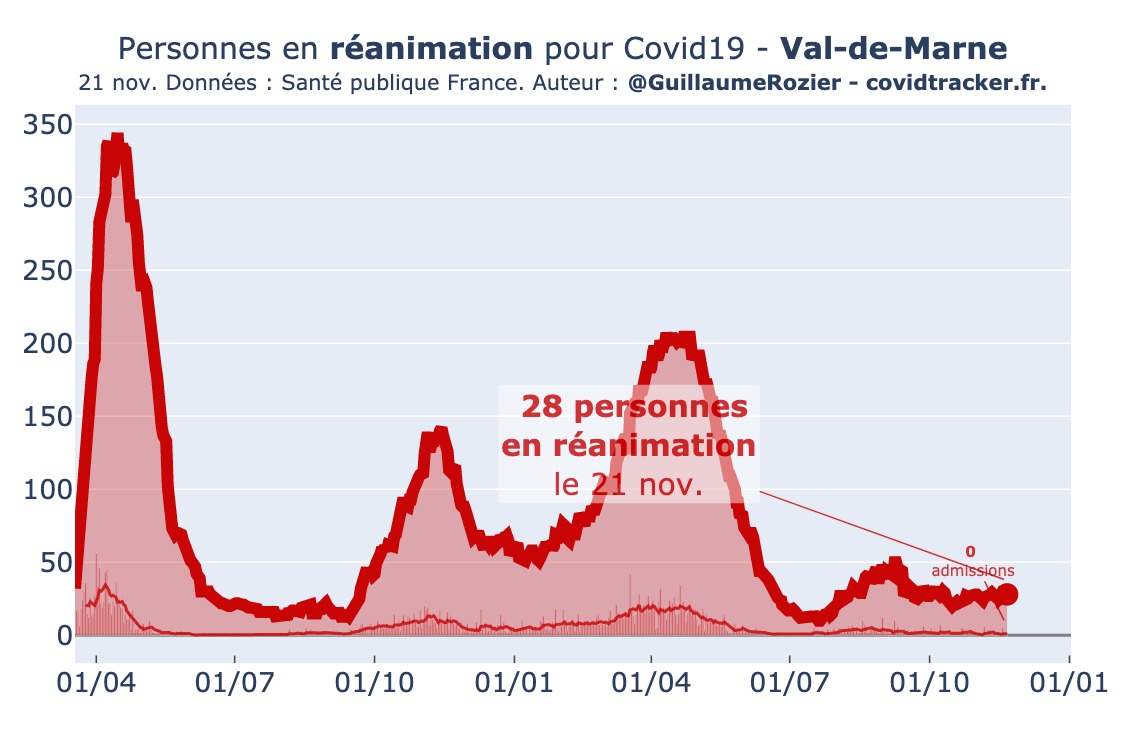 Personnes en réanimation pour Covid19 - Val-de-Marne
21 nov. Données : Santé publique France. Auteur : @GuillaumeRozier - covidtracker.fr.
350
300
250
200
150
100
50
0
28 personnes
en réanimation
le 21 nov.
0
admissions
01/04 01/07 01/10 01/01 01/04 01/07 01/10 01/01